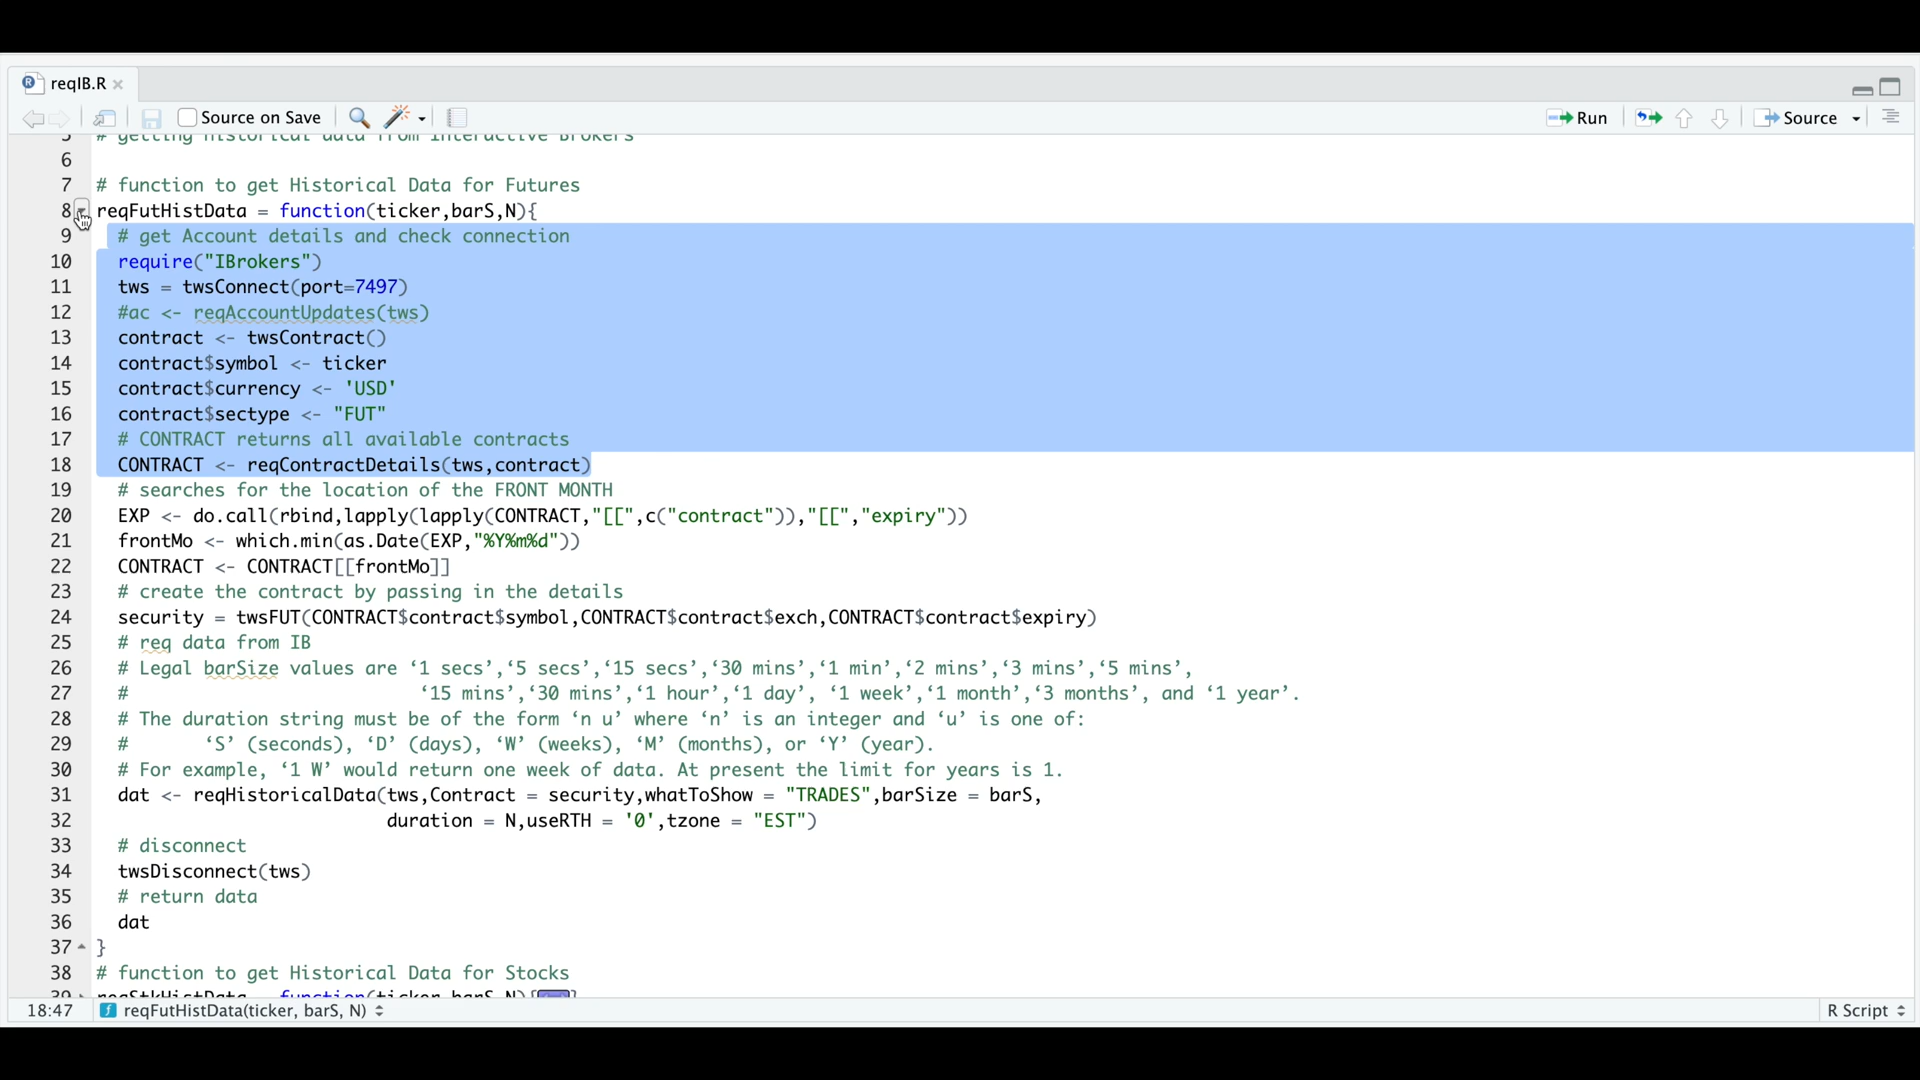 reqIB.R
Source on Save
Run
Source
5 # getting historical data from Interactive Brokers
6
7 # function to get Historical Data for Futures
8 reqFutHistData = function(ticker,barS,N){
9 # get Account details and check connection
10 require("IBrokers")
11 tws = twsConnect(port=7497)
12 #ac <- reqAccountUpdates(tws)
13 contract <- twsContract()
14 contract$symbol <- ticker
15 contract$currency <- 'USD'
16 contract$sectype <- "FUT"
17 # CONTRACT returns all available contracts
18 CONTRACT <- reqContractDetails(tws,contract)
19 # searches for the location of the FRONT MONTH
20 EXP <- do.call(rbind,lapply(lapply(CONTRACT,"[[",c("contract")),"[[","expiry"))
21 frontMo <- which.min(as.Date(EXP,"%Y%m%d"))
22 CONTRACT <- CONTRACT[[frontMo]]
23 # create the contract by passing in the details
24 security = twsFUT(CONTRACT$contract$symbol,CONTRACT$contract$exch,CONTRACT$contract$expiry)
25 # req data from IB
26 # Legal barSize values are ‘1 secs’,‘5 secs’,‘15 secs’,‘30 mins’,‘1 min’,‘2 mins’,‘3 mins’,‘5 mins’,
27 # ‘15 mins’,‘30 mins’,‘1 hour’,‘1 day’, ‘1 week’,‘1 month’,‘3 months’, and ‘1 year’.
28 # The duration string must be of the form ‘n u’ where ‘n’ is an integer and ‘u’ is one of:
29 # ‘S’ (seconds), ‘D’ (days), ‘W’ (weeks), ‘M’ (months), or ‘Y’ (year).
30 # For example, ‘1 W’ would return one week of data. At present the limit for years is 1.
31 dat <- reqHistoricalData(tws,Contract = security,whatToShow = "TRADES",barSize = barS,
32 duration = N,useRTH = '0',tzone = "EST")
33 # disconnect
34 twsDisconnect(tws)
35 # return data
36 dat
37 }
38 # function to get Historical Data for Stocks
39 reqStkHistData = function(ticker,barS,N){
18:47 reqFutHistData(ticker, barS, N)
R Script